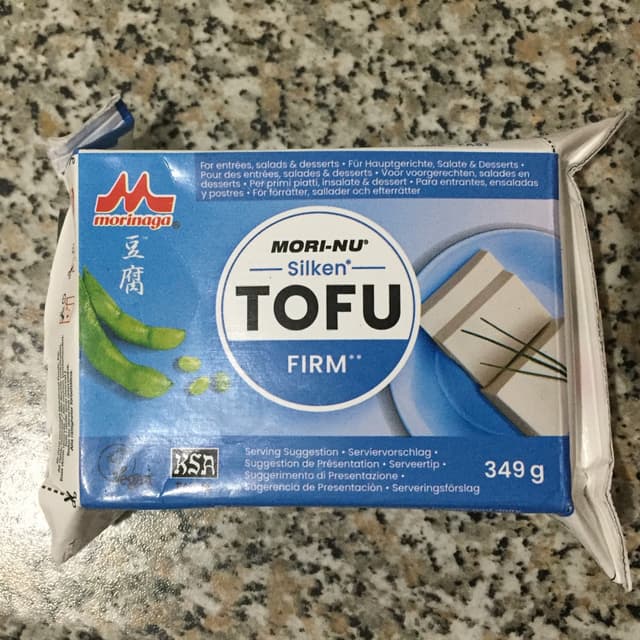 For entrées, salads & desserts • Für Hauptgerichte, Salate & Desserts •
Pour des entrées, salades & desserts • Voor voorgerechten, salades en
desserts • Per primi piatti, insalate & dessert • Para entrantes, ensaladas
y postres • För förrätter, sallader och efterrätter
morinaga®
豆
腐
MORI-NU®
Silken*
TOFU
FIRM**
KSA
Serving Suggestion • Serviervorschlag •
Suggestion de Présentation • Serveertip •
Suggerimento di Presentazione •
Sugerencia de Presentación • Serveringsförslag
349 g